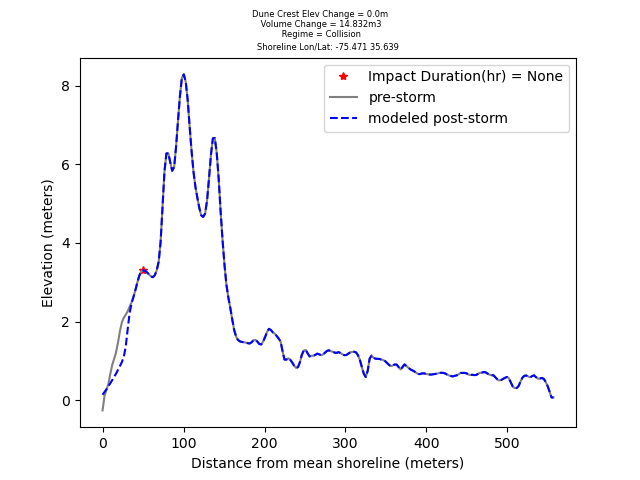 Dune Crest Elev Change = 0.0m
Volume Change = 14.832m3
Regime = Collision
Shoreline Lon/Lat: -75.471 35.639
Impact Duration(hr) = None
pre-storm
modeled post-storm
8
6
4
2
0
Elevation (meters)
0 100 200 300 400 500
Distance from mean shoreline (meters)